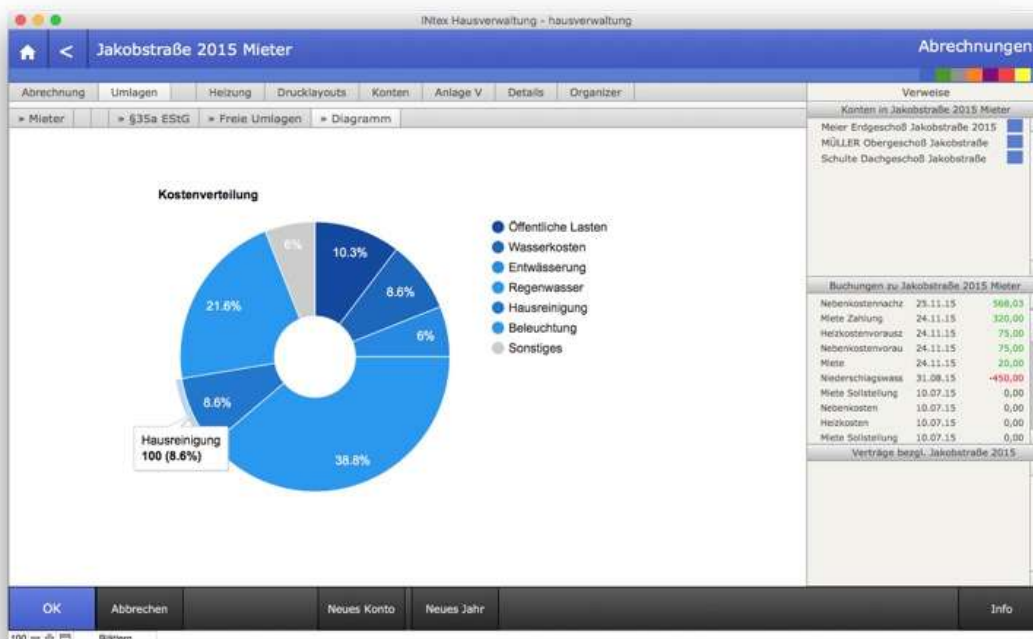 INtex Hausverwaltung - hausverwaltung
< Jakobstraße 2015 Mieter
Abrechnungen
Abrechnung Umlagen Heizung Drucklayouts Konten Anlage V Details Organizer
» Mieter » §35a EStG » Freie Umlagen » Diagramm
Kostenverteilung
10.3%
8.6%
6%
38.8%
8.6%
21.6%
6%
Hausreinigung
100 (8.6%)
Öffentliche Lasten
Wasserkosten
Entwässerung
Regenwasser
Hausreinigung
Beleuchtung
Sonstiges
Verweise
Konten in Jakobstraße 2015 Mieter
Meier Erdgeschoß Jakobstraße 2015
MÜLLER Obergeschoß Jakobstraße
Schulte Dachgeschoß Jakobstraße
Buchungen zu Jakobstraße 2015 Mieter
Nebenkostennachz 25.11.15 568,03
Miete Zahlung 24.11.15 320,00
Heizkostenvorausz 24.11.15 75,00
Nebenkostenvorau 24.11.15 75,00
Miete 24.11.15 20,00
Niederschlagswass 31.08.15 -450,00
Miete Sollstellung 10.07.15 0,00
Nebenkosten 10.07.15 0,00
Heizkosten 10.07.15 0,00
Miete Sollstellung 10.07.15 0,00
Verträge bezgl. Jakobstraße 2015
OK Abbrechen Neues Konto Neues Jahr Info
100 Blättern